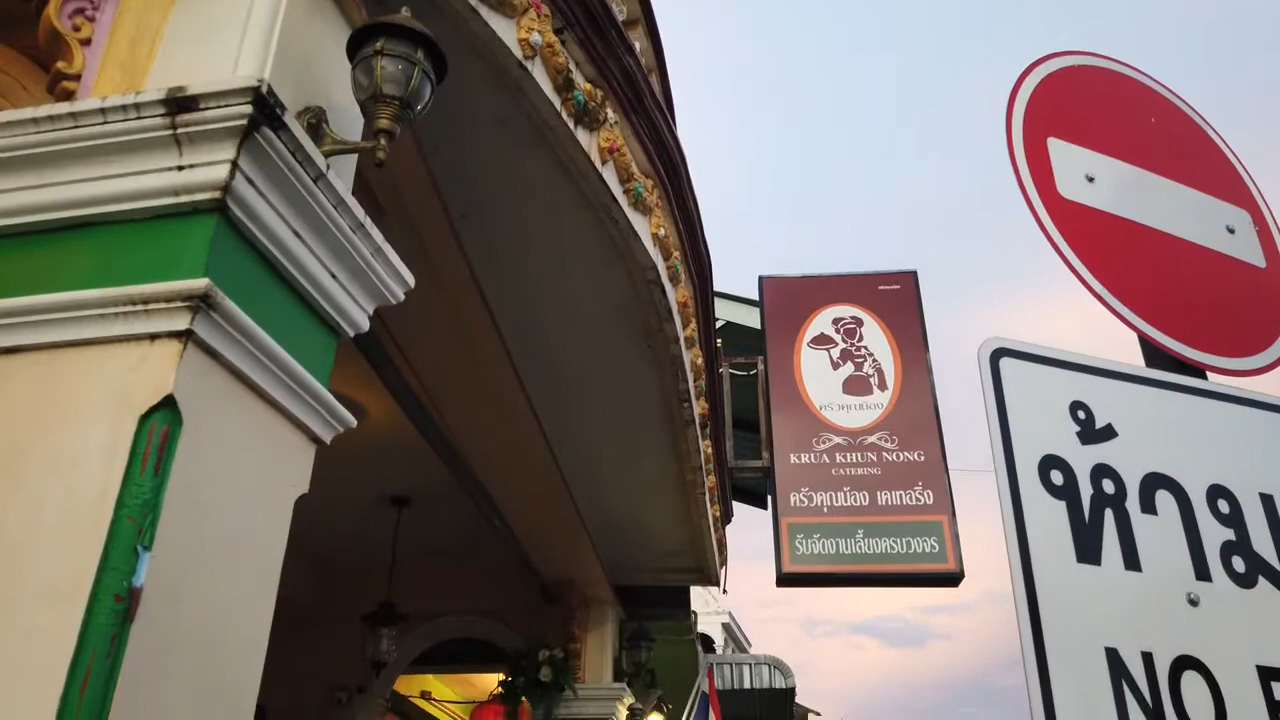 ครัวคุณน้อง
KRUA KHUN NONG
CATERING
ครัวคุณน้อง เคเทอริ่ง
รับจัดงานเลี้ยงครบวงจร
ห้าม
NO